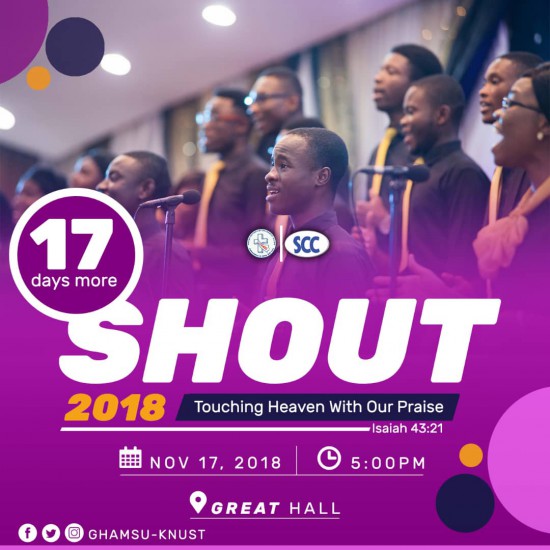 17
days more
SCC
SHOUT
2018
Touching Heaven With Our Praise
Isaiah 43:21
NOV 17, 2018
5:00PM
GREAT HALL
GHAMSU-KNUST